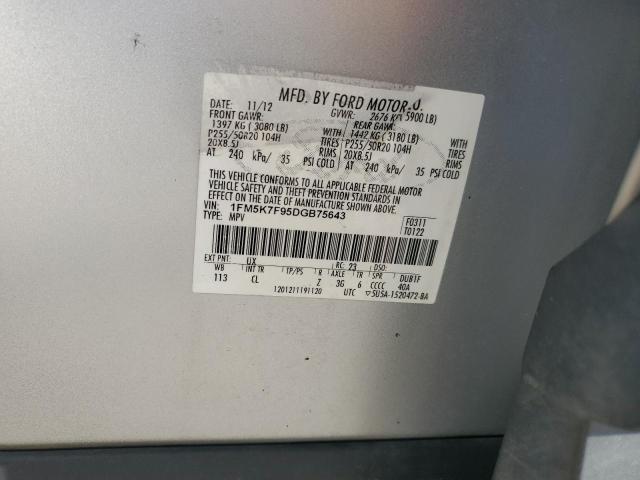 MFD. BY FORD MOTOR
DATE: 11/12 GVWR: 2676 KG 5900 LB)
FRONT GAWR: REAR GAWR:
1397 KG ( 3080 LB) WITH 1442 KG ( 3180 LB) WITH
P255/50R20 104H TIRES P255/50R20 104H TIRES
20X8.5J RIMS 20X8.5J RIMS
AT 240 kPa/ 35 PSI COLD AT 240 kPa/ 35 PSI COLD
THIS VEHICLE CONFORMS TO ALL APPLICABLE FEDERAL MOTOR
VEHICLE SAFETY AND THEFT PREVENTION STANDARDS IN
EFFECT ON THE DATE OF MANUFACTURE SHOWN ABOVE.
VIN: 1FM5K7F95DGB75643 F0311
TYPE: MPV T0122
EXT PNT: UX RC: 23 DSO:
WB INT TR TP/PS R AXLE TR SPR DUB1F
113 CL Z 3G 6 CCCC 40A
1201211191120 UTC ▽5U5A-1520472-BA